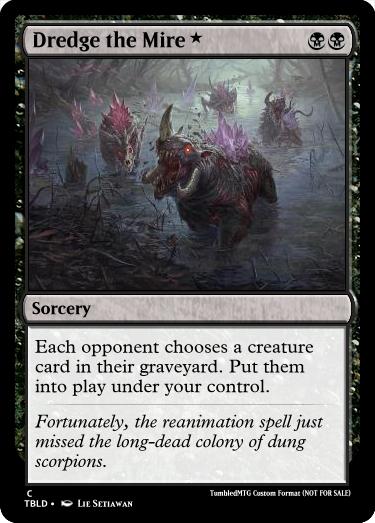 Dredge the Mire ★
Sorcery
Each opponent chooses a creature
card in their graveyard. Put them
into play under your control.
Fortunately, the reanimation spell just
missed the long-dead colony of dung
scorpions.
C
TumbledMTG Custom Format (NOT FOR SALE)
TBLD • Lie Setiawan